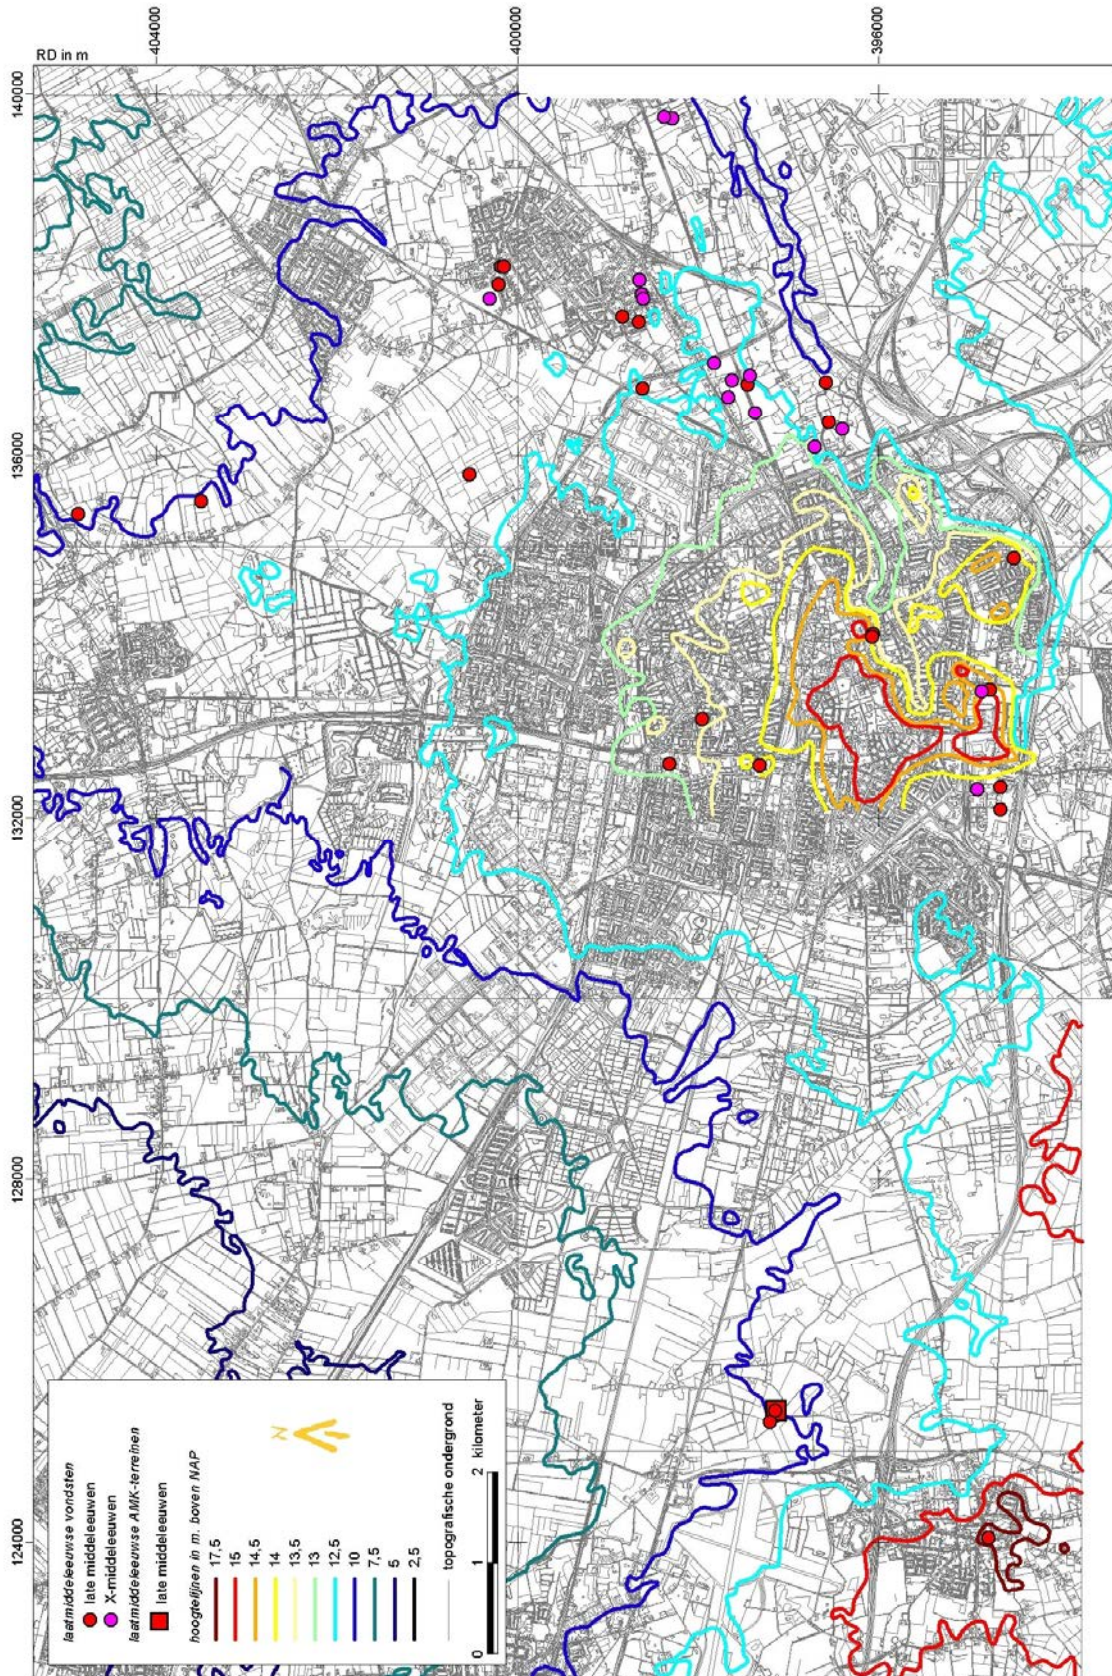 RD in m
404000
400000
396000
140000
136000
132000
128000
124000
laatmiddeleeuwse vondsten
late middeleeuwen
X-middeleeuwen
laatmiddeleeuwse AMK-terreinen
late middeleeuwen
hoogtelijnen in m. boven NAP
17,5
15
14,5
14
13,5
13
12,5
10
7,5
5
2,5
topografische ondergrond
0 1 2 kilometer
N